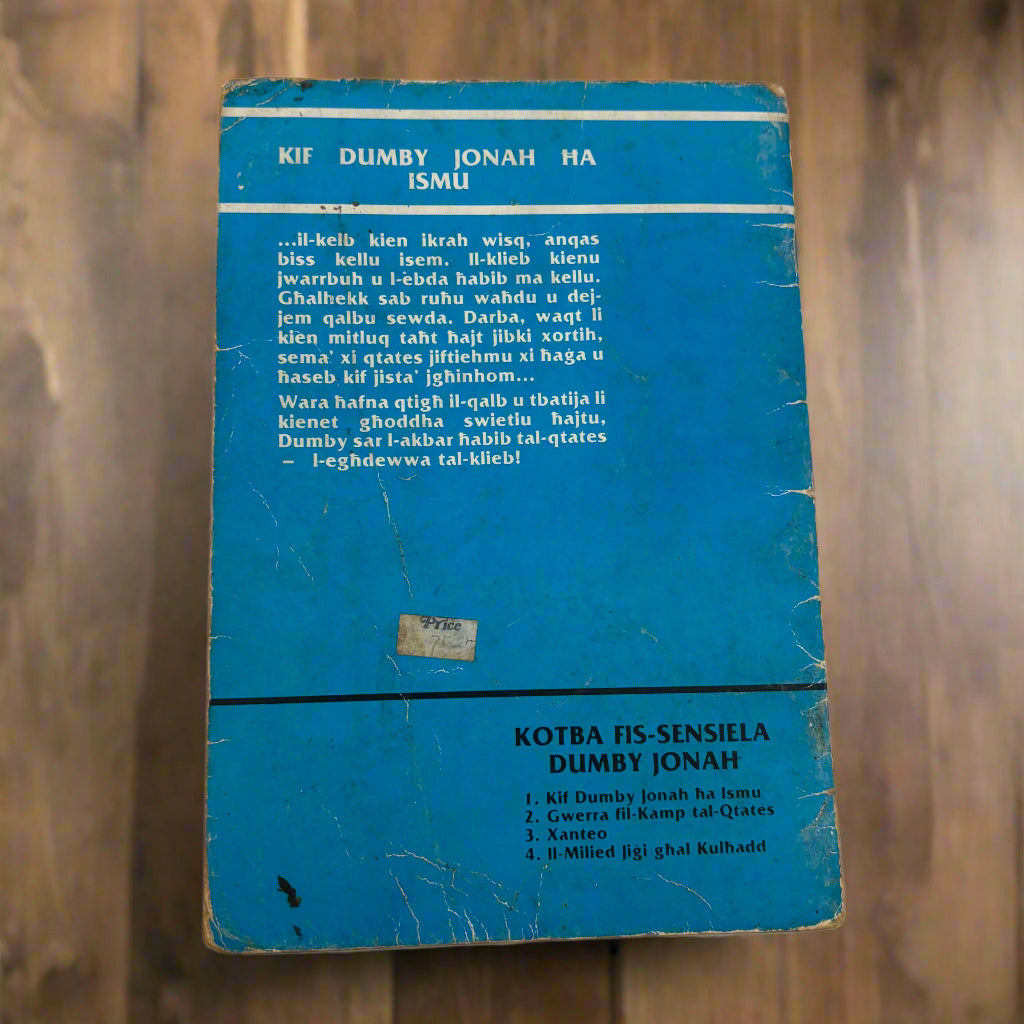 KIF DUMBY JONAH ĦA
ISMU
...il-kelb kien ikrah wisq, anqas
biss kellu isem. Il-klieb kienu
jwarrbuh u l-ebda ħabib ma kellu.
Għalhekk sab ruħu waħdu u dej-
jem qalbu sewda. Darba, waqt li
kien mitluq taħt ħajt jibki xortih,
sema' xi qtates jiftiehmu xi ħaġa u
ħaseb kif jista' jgħinhom...
Wara ħafna qtigħ il-qalb u tbatija li
kienet għoddha swietlu ħajtu,
Dumby sar l-akbar ħabib tal-qtates
– l-egħdewwa tal-klieb!
Price
KOTBA FIS-SENSIELA
DUMBY JONAĦ
1. Kif Dumby Jonah ħa Ismu
2. Gwerra fil-Kamp tal-Qtates
3. Xanteo
4. Il-Milied Jiġi għal Kulħadd